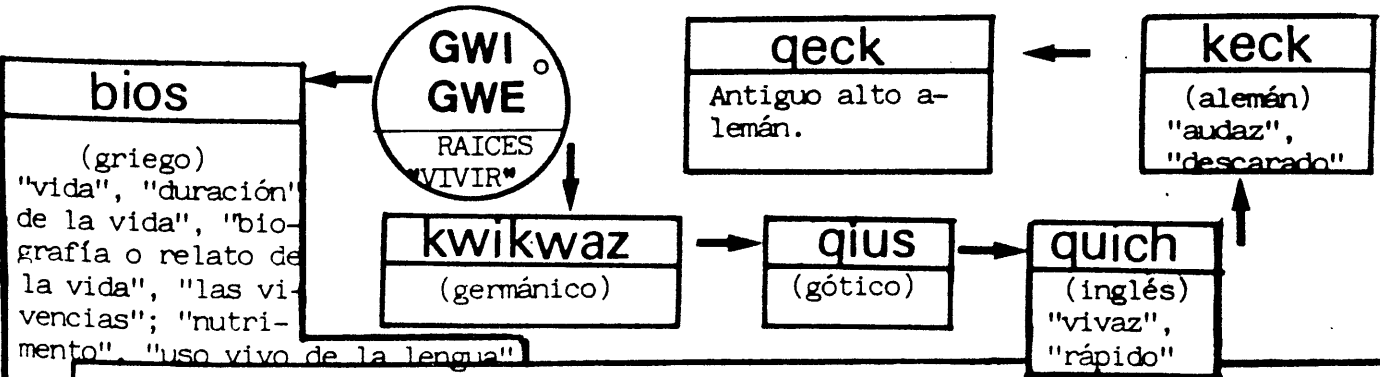 bios
(griego)
"vida", "duración"
de la vida", "bio-
grafía o relato de
la vida", "las vi-
vencias"; "nutri-
mento", "uso vivo de la lengua"
GWI
GWE
RAICES
"VIVIR"
kwikwaz
(germánico)
qius
(gótico)
quich
(inglés)
"vivaz",
"rápido"
keck
(alemán)
"audaz",
"descarado"
qeck
Antiguo alto a-
lemán.